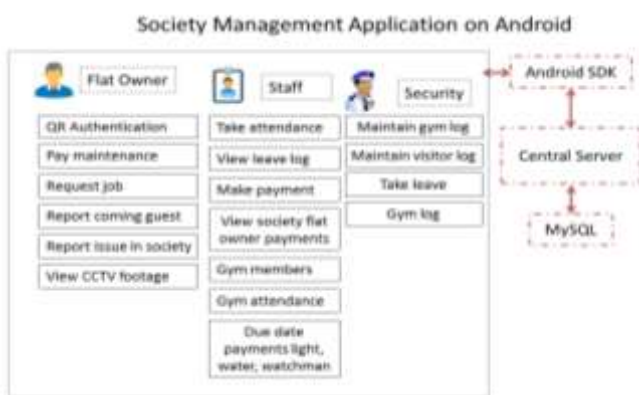 Society Management Application on Android
Flat Owner
QR Authentication
Pay maintenance
Request job
Report coming guest
Report issue in society
View CCTV footage
Staff
Take attendance
View leave log
Make payment
View society flat
owner payments
Gym members
Gym attendance
Due date
payments light,
water, watchman
Security
Maintain gym log
Maintain visitor log
Take leave
Gym log
Android SDK
Central Server
MySQL